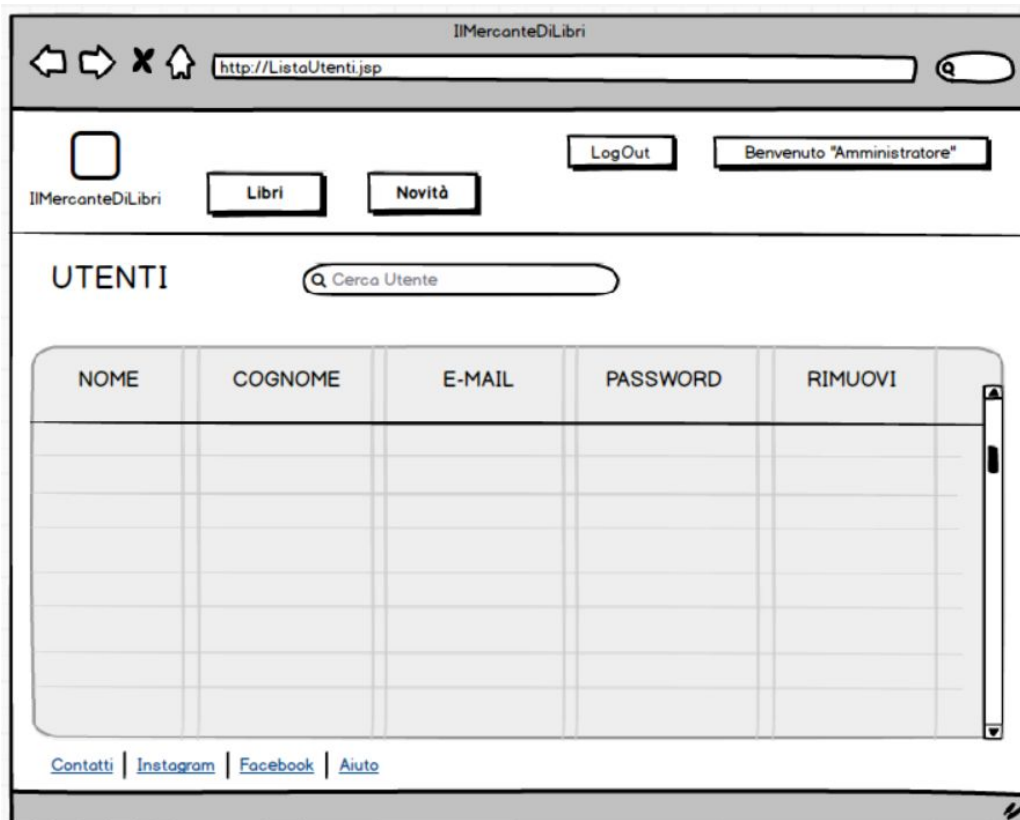 IlMercanteDiLibri
http://ListaUtenti.jsp
LogOut
Benvenuto "Amministratore"
IlMercanteDiLibri
Libri
Novità
UTENTI
Cerca Utente
NOME COGNOME E-MAIL PASSWORD RIMUOVI
Contatti | Instagram | Facebook | Aiuto